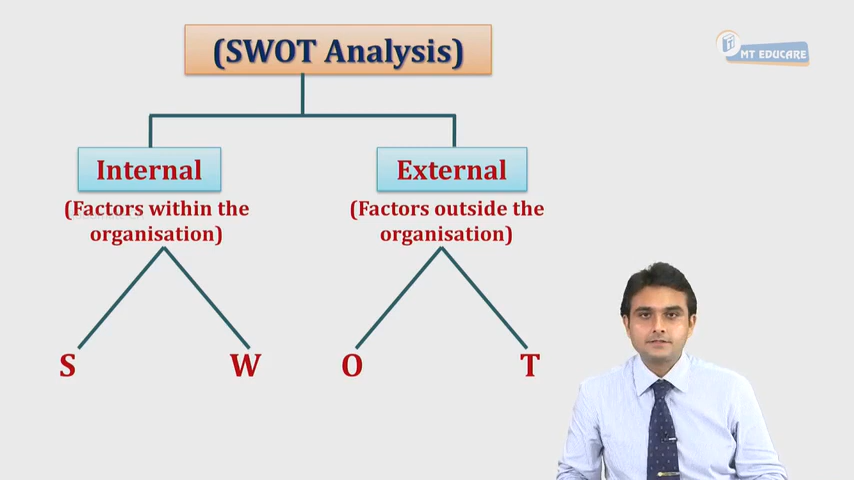 (SWOT Analysis)
MT EDUCARE
Internal
External
(Factors within the
organisation)
(Factors outside the
organisation)
S
W
O
T